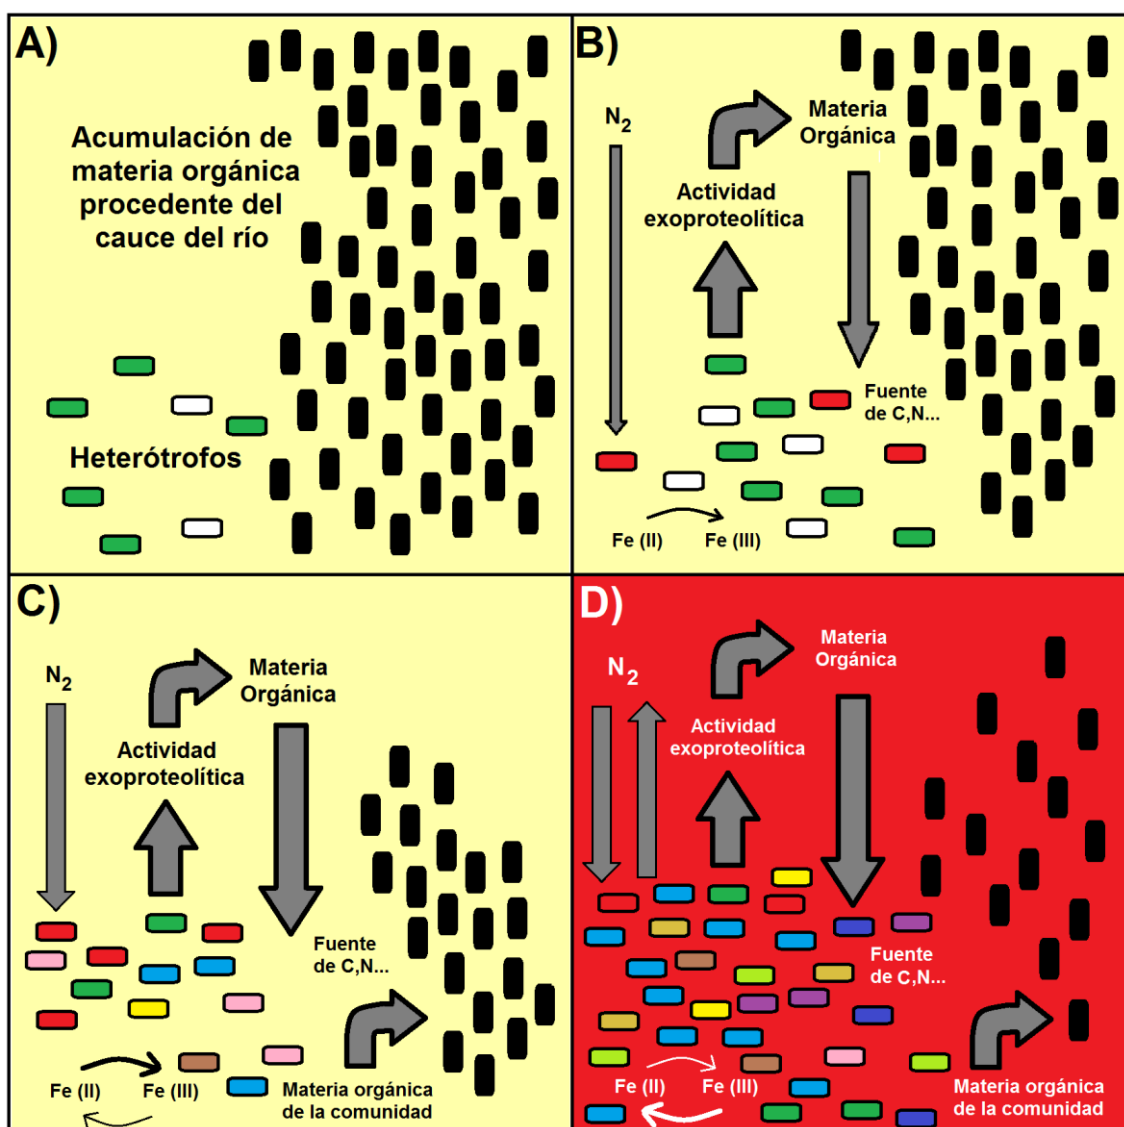 A)
Acumulación de
materia orgánica
procedente del
cauce del río
Heterótrofos
B)
N2
Materia
Orgánica
Actividad
exoproteolítica
Fuente
de C,N...
Fe (II)
Fe (III)
C)
N2
Materia
Orgánica
Actividad
exoproteolítica
Fuente
de C,N...
Fe (II)
Fe (III)
Materia orgánica
de la comunidad
D)
N2
Materia
Orgánica
Actividad
exoproteolítica
Fuente
de C,N...
Fe (II)
Fe (III)
Materia orgánica
de la comunidad